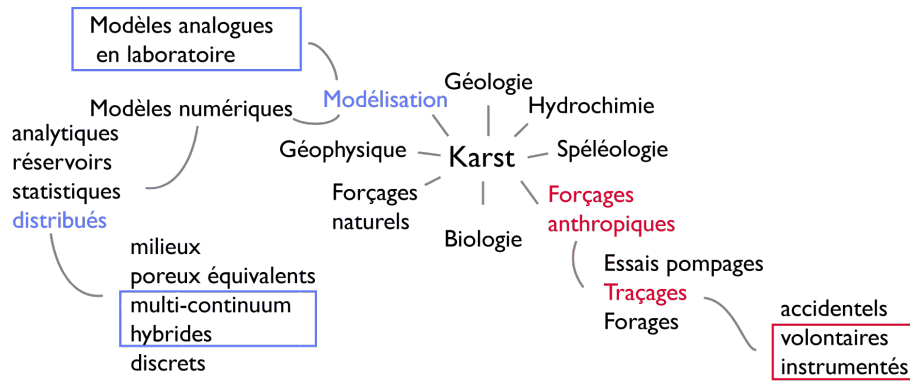 Modèles analogues
en laboratoire
Modélisation
Géologie
Hydrochimie
Modèles numériques
analytiques
réservoirs
statistiques
distribués
Géophysique
Karst
Spéléologie
Forçages
naturels
Biologie
Forçages
anthropiques
milieux
poreux équivalents
multi-continuum
hybrides
discrets
Essais pompages
Traçages
Forages
accidentels
volontaires
instrumentés